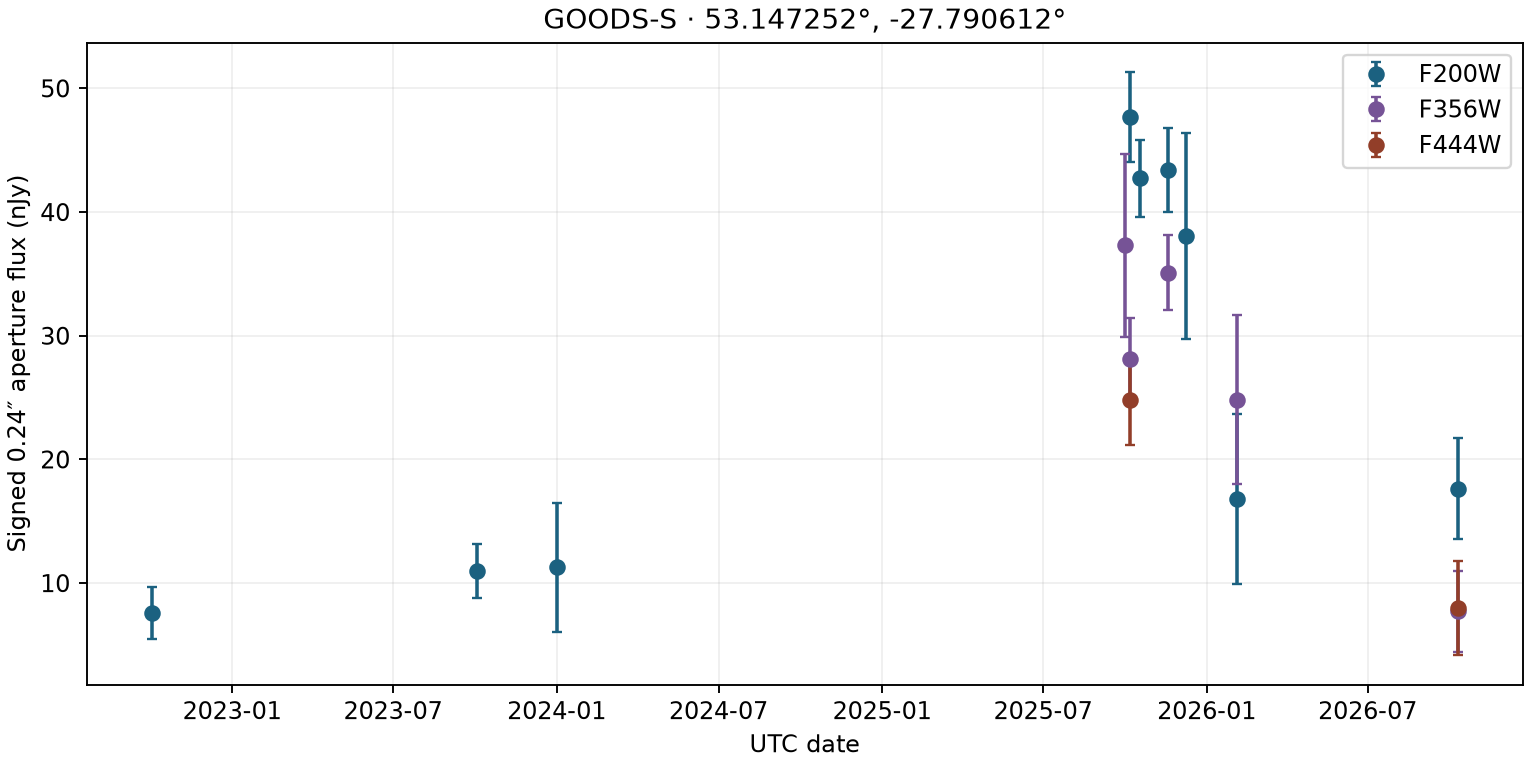 GOODS-S · 53.147252°, -27.790612°
F200W
F356W
F444W
Signed 0.24″ aperture flux (nJy)
50
40
30
20
10
2023-01 2023-07 2024-01 2024-07 2025-01 2025-07 2026-01 2026-07
UTC date